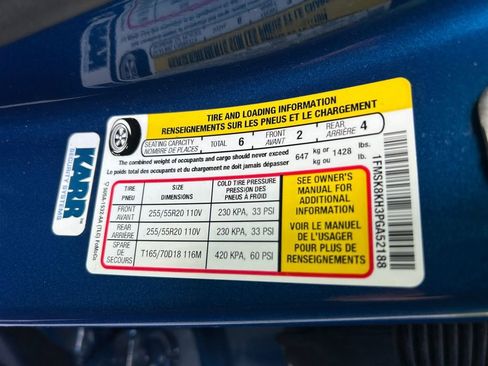 TIRE AND LOADING INFORMATION
RENSEIGNEMENTS SUR LES PNEUS ET LE CHARGEMENT
SEATING CAPACITY
NOMBRE DE PLACES
TOTAL 6
FRONT
AVANT 2
REAR
ARRIÈRE 4
The combined weight of occupants and cargo should never exceed
Le poids total des occupants et du chargement ne doit jamais dépasser
647 kg or
kg ou
1428 lbs.
lb.
TIRE
PNEU
SIZE
DIMENSIONS
COLD TIRE PRESSURE
PRESSION DES
PNEUS À FROID
FRONT
AVANT
255/55R20 110V
230 KPA, 33 PSI
REAR
ARRIÈRE
255/55R20 110V
230 KPA, 33 PSI
SPARE
DE SECOURS
T165/70D18 116M
420 KPA, 60 PSI
SEE OWNER'S
MANUAL FOR
ADDITIONAL
INFORMATION
VOIR LE MANUEL
DE L'USAGER
POUR PLUS DE
RENSEIGNEMENTS
1FMSK8KH3PGA52188
KARR
SECURITY SYSTEMS